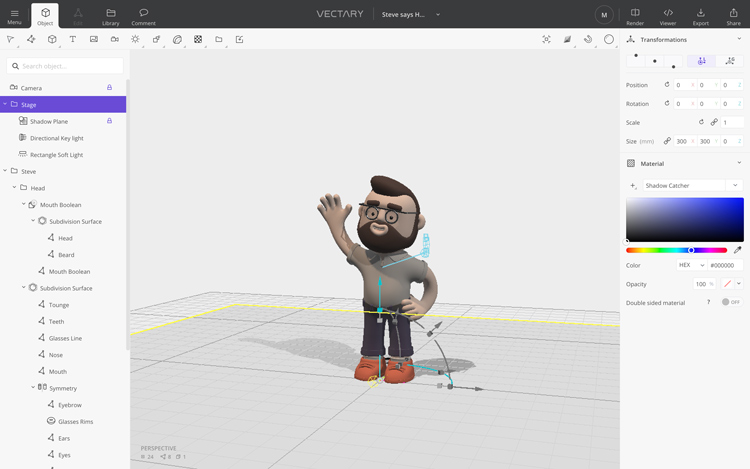 Menu
Object
Edit
Library
Comment
VECTARY
Steve says H...
M
Render
Viewer
Export
Share
Search object...
Camera
Stage
Shadow Plane
Directional Key light
Rectangle Soft Light
Steve
Head
Mouth Boolean
Subdivision Surface
Head
Beard
Mouth Boolean
Subdivision Surface
Tounge
Teeth
Glasses Line
Nose
Mouth
Symmetry
Eyebrow
Glasses Rims
Ears
Eyes
PERSPECTIVE
24 8 1
Transformations
Position 0 X 0 Y 0 Z
Rotation 0 X 0 Y 0 Z
Scale 1
Size (mm) 300 X 300 Y 0 Z
Material
Shadow Catcher
Color HEX #000000
Opacity 100 %
Double sided material ? OFF